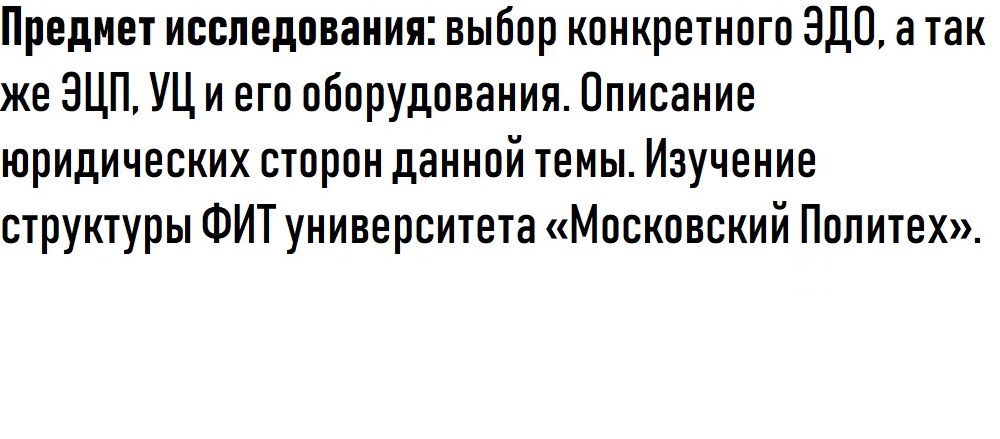 Предмет исследования: выбор конкретного ЭДО, а так
же ЭЦП, УЦ и его оборудования. Описание
юридических сторон данной темы. Изучение
структуры ФИТ университета «Московский Политех».